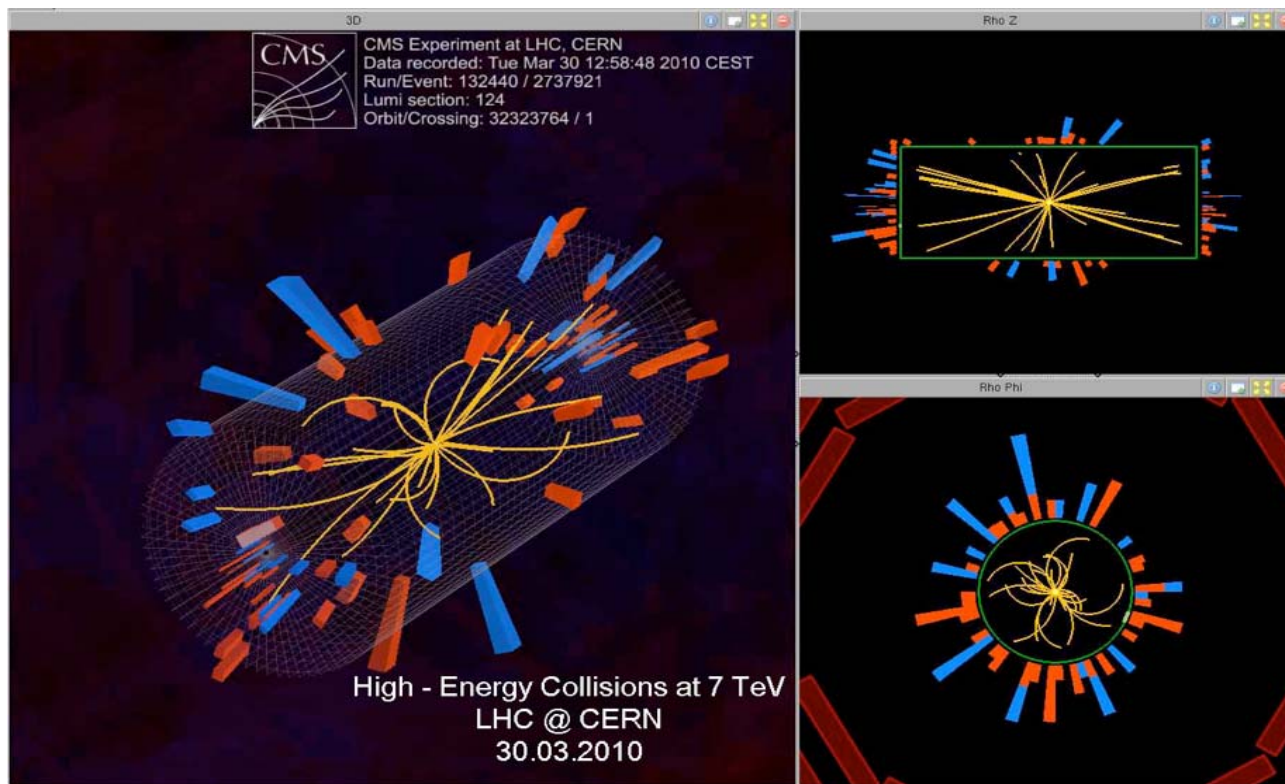 3D
CMS
CMS Experiment at LHC, CERN
Data recorded: Tue Mar 30 12:58:48 2010 CEST
Run/Event: 132440 / 2737921
Lumi section: 124
Orbit/Crossing: 32323764 / 1
High - Energy Collisions at 7 TeV
LHC @ CERN
30.03.2010
Rho Z
Rho Phi